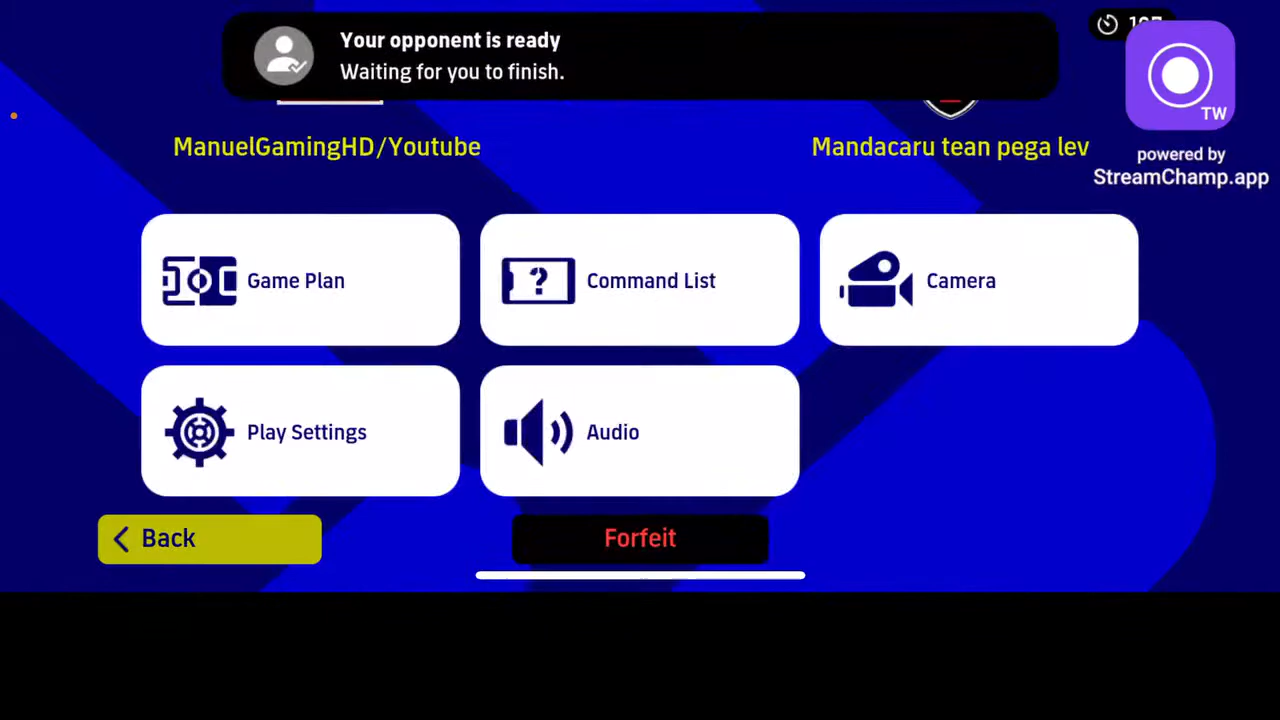 Your opponent is ready
Waiting for you to finish.
TW
powered by
StreamChamp.app
ManuelGamingHD/Youtube
Mandacaru tean pega lev
Game Plan
Command List
Camera
Play Settings
Audio
Back
Forfeit